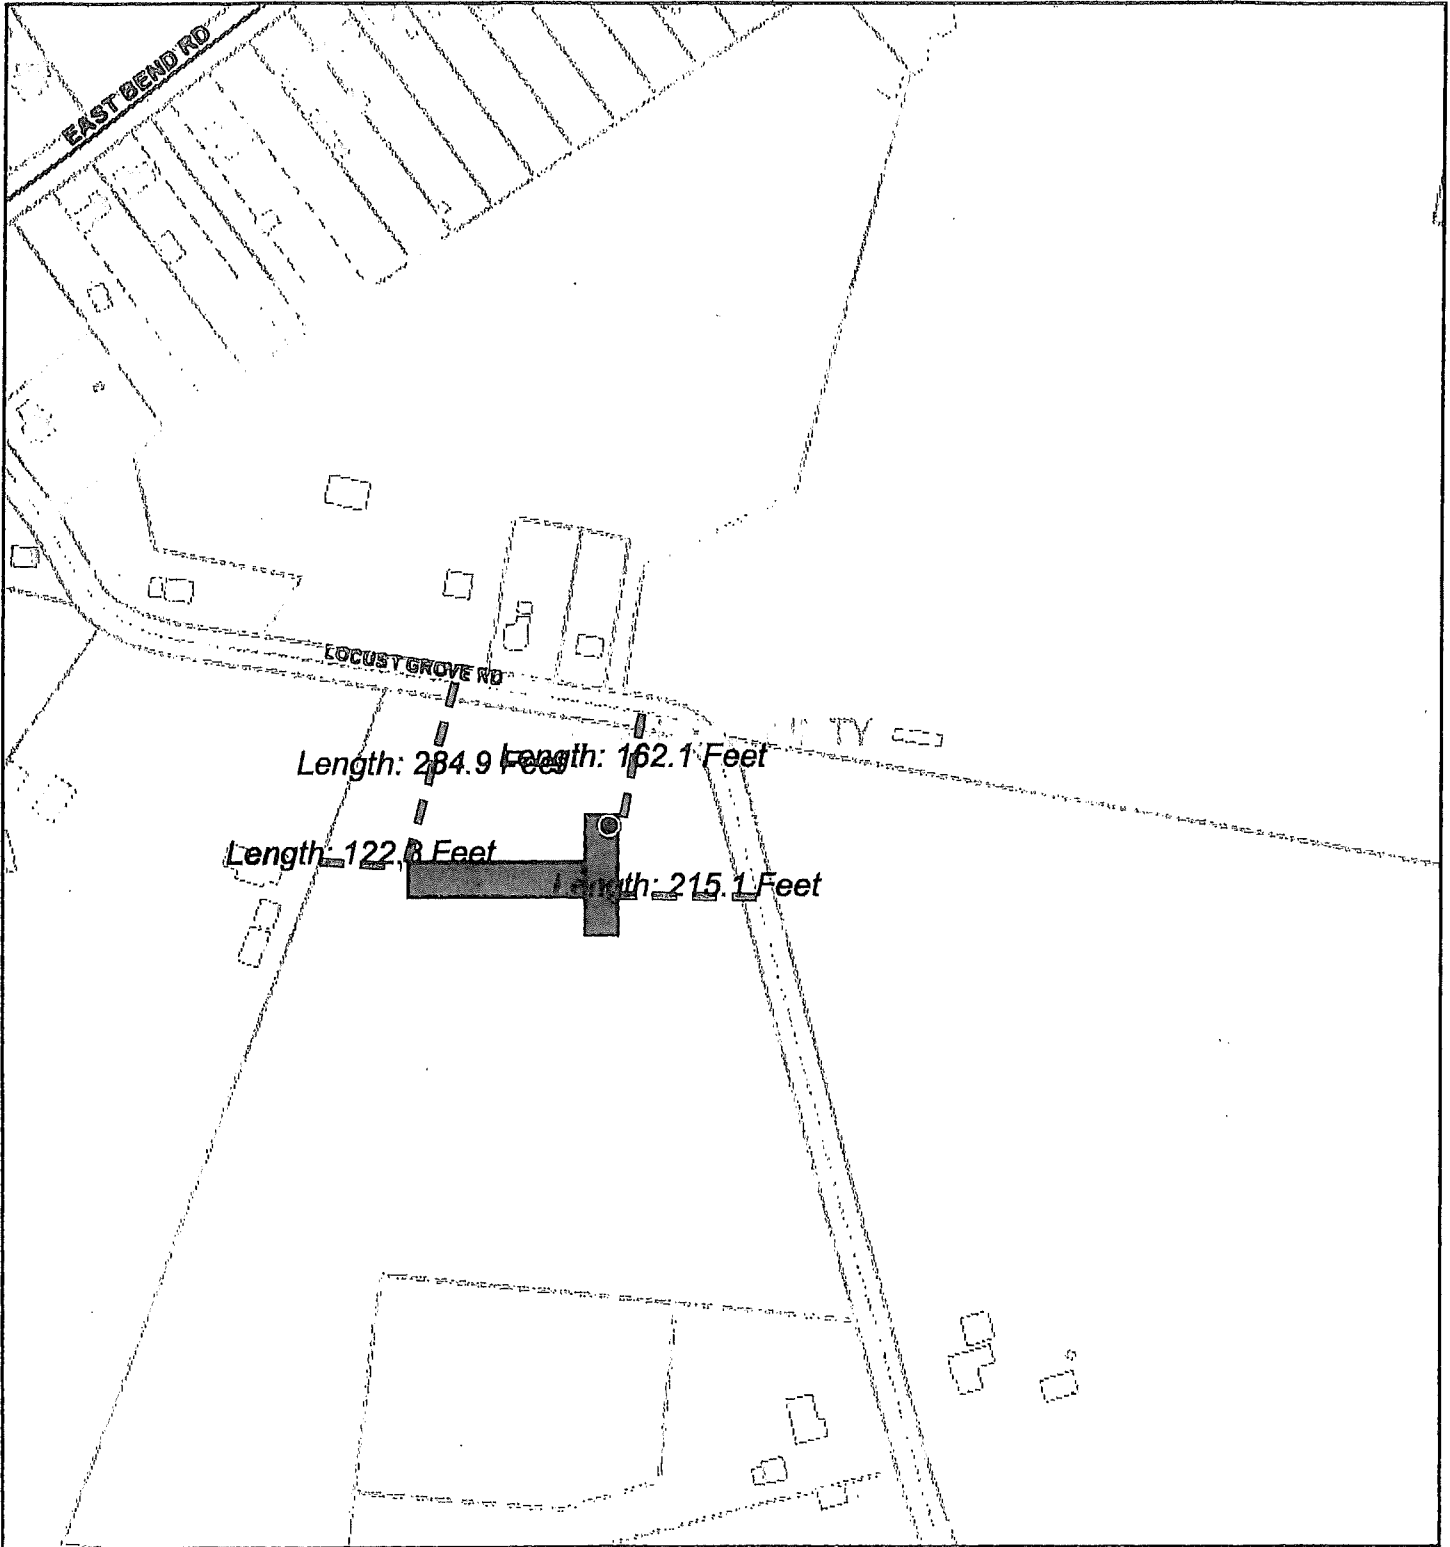 EAST BEND RD
LOCUST GROVE RD
TY
Length: 284.9 Feet
Length: 162.1 Feet
Length: 122.8 Feet
Length: 215.1 Feet